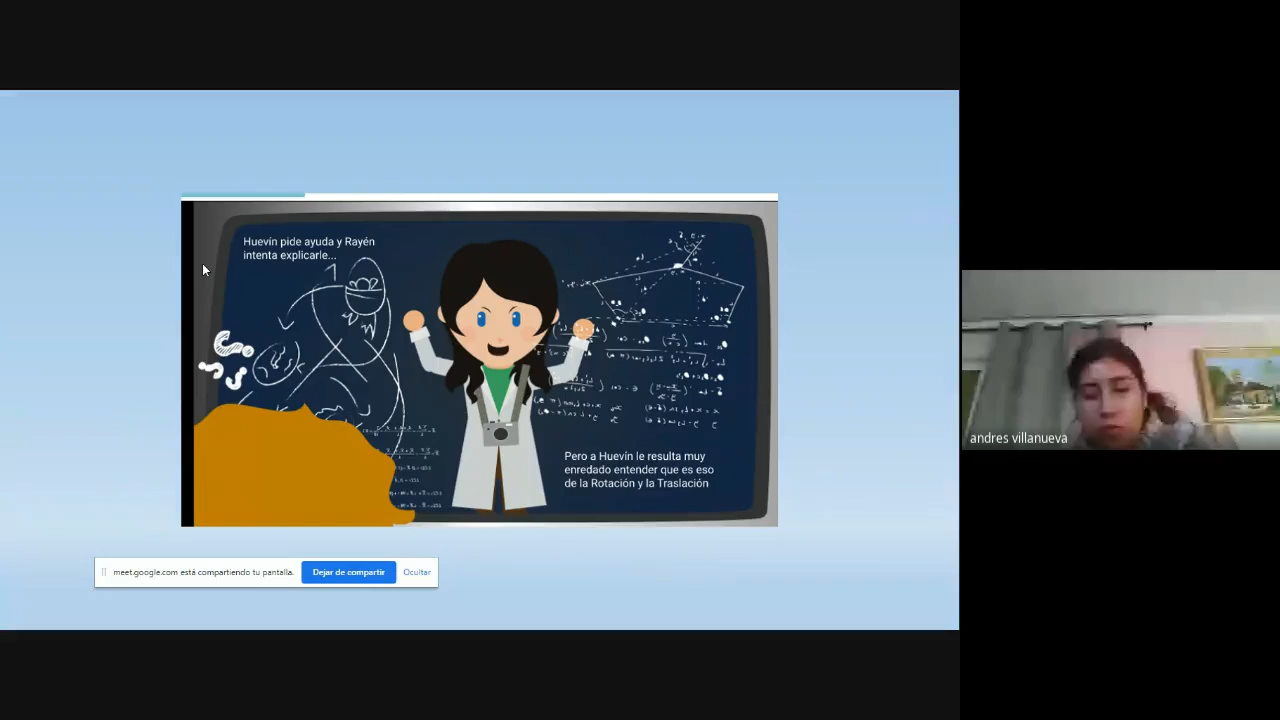 Huevín pide ayuda y Rayén
intenta explicarle...
Pero a Huevín le resulta muy
enredado entender que es eso
de la Rotación y la Traslación
meet.google.com está compartiendo tu pantalla.
Dejar de compartir
Ocultar
andres villanueva